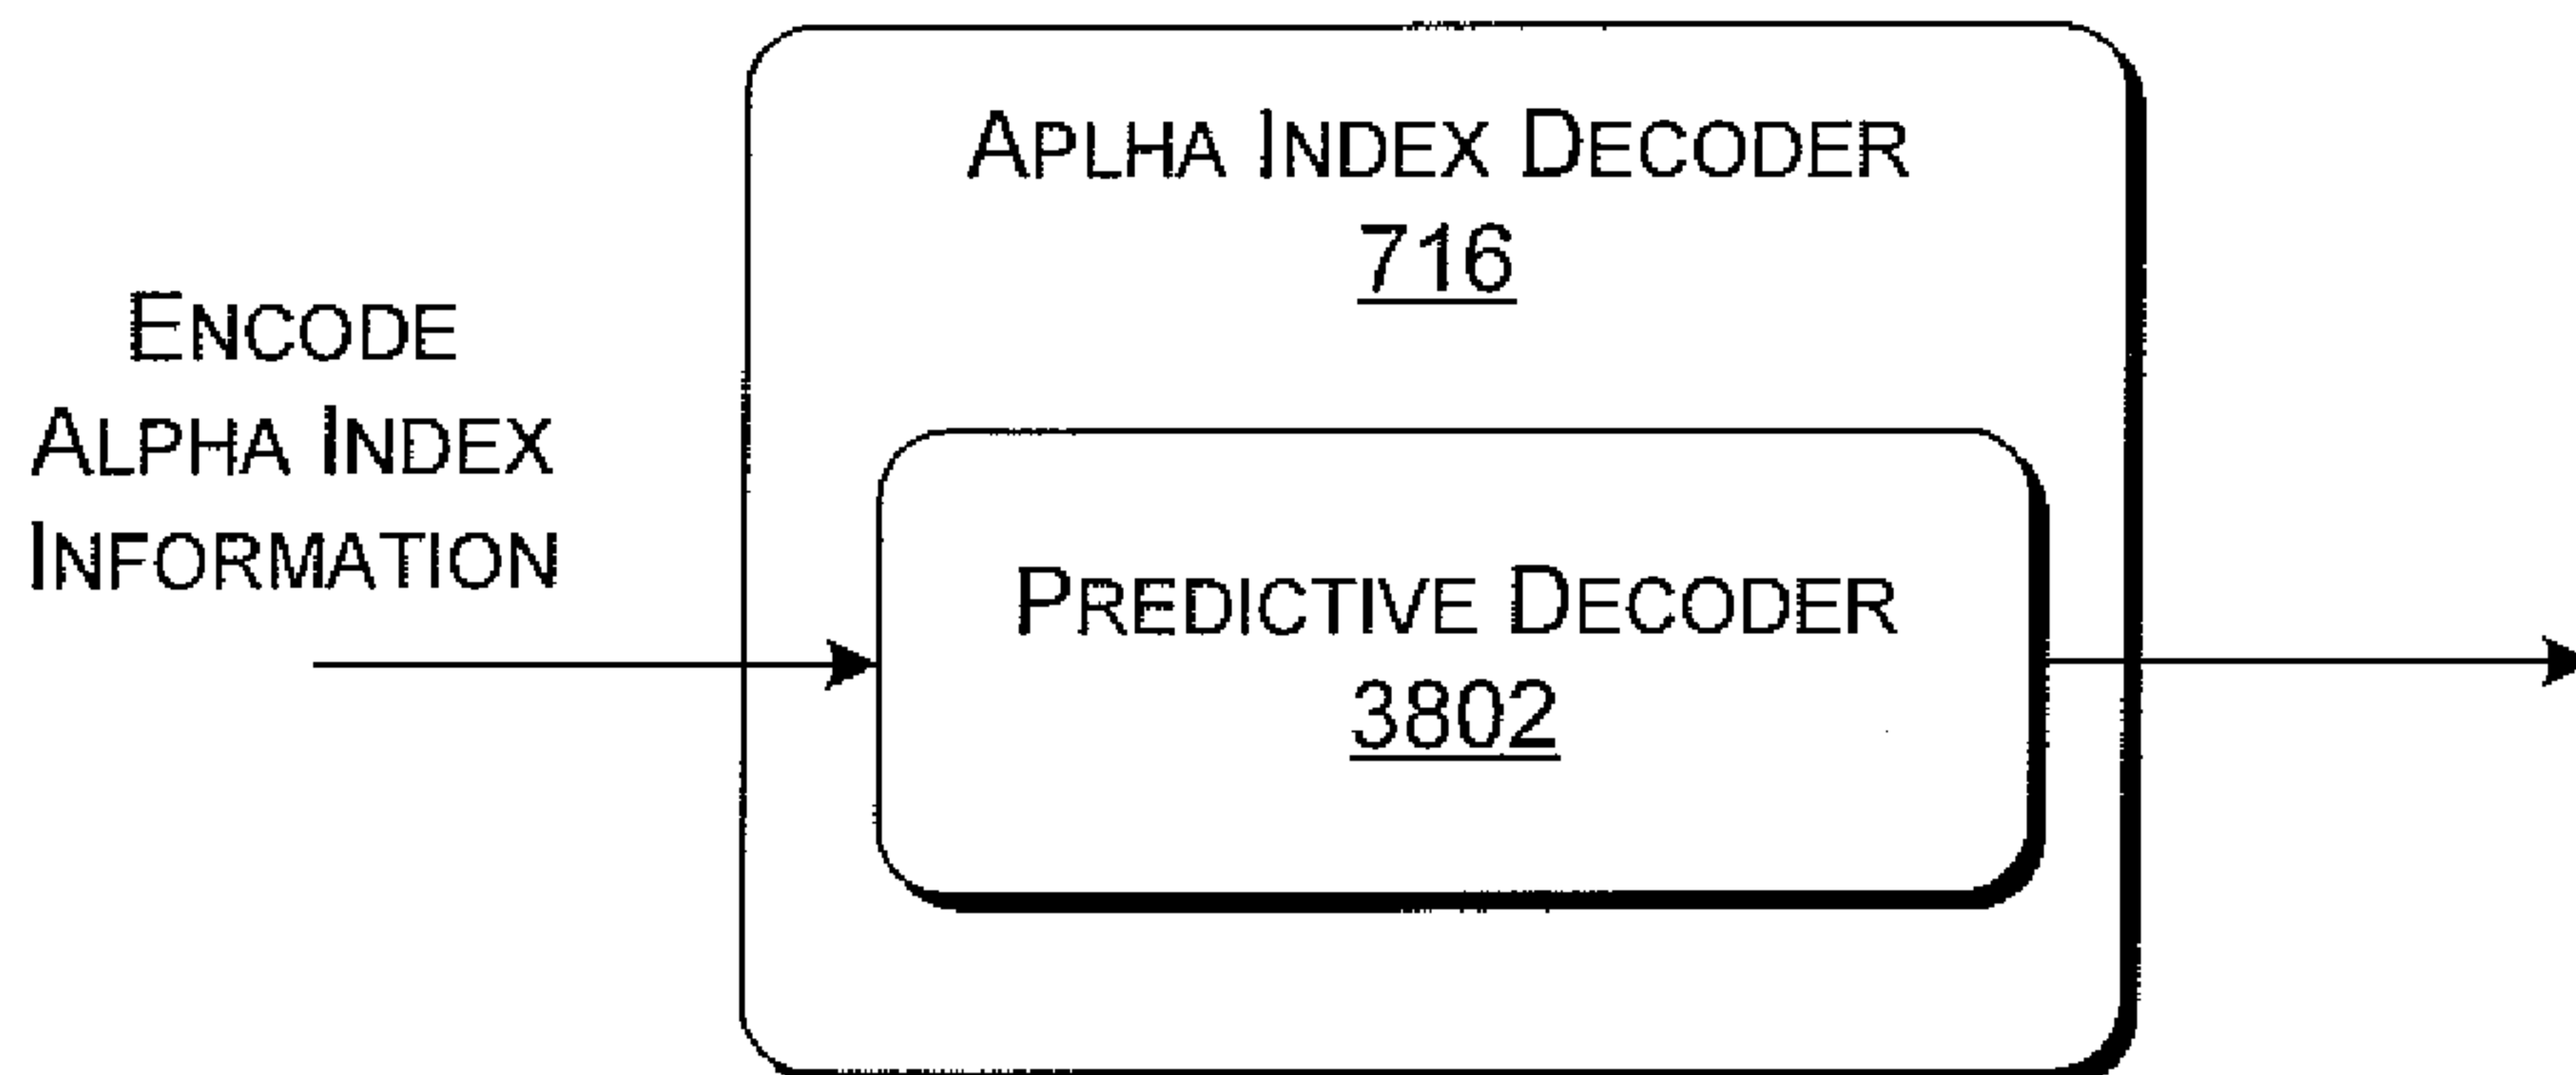 ENCODE
ALPHA INDEX
INFORMATION
APLHA INDEX DECODER
716
PREDICTIVE DECODER
3802